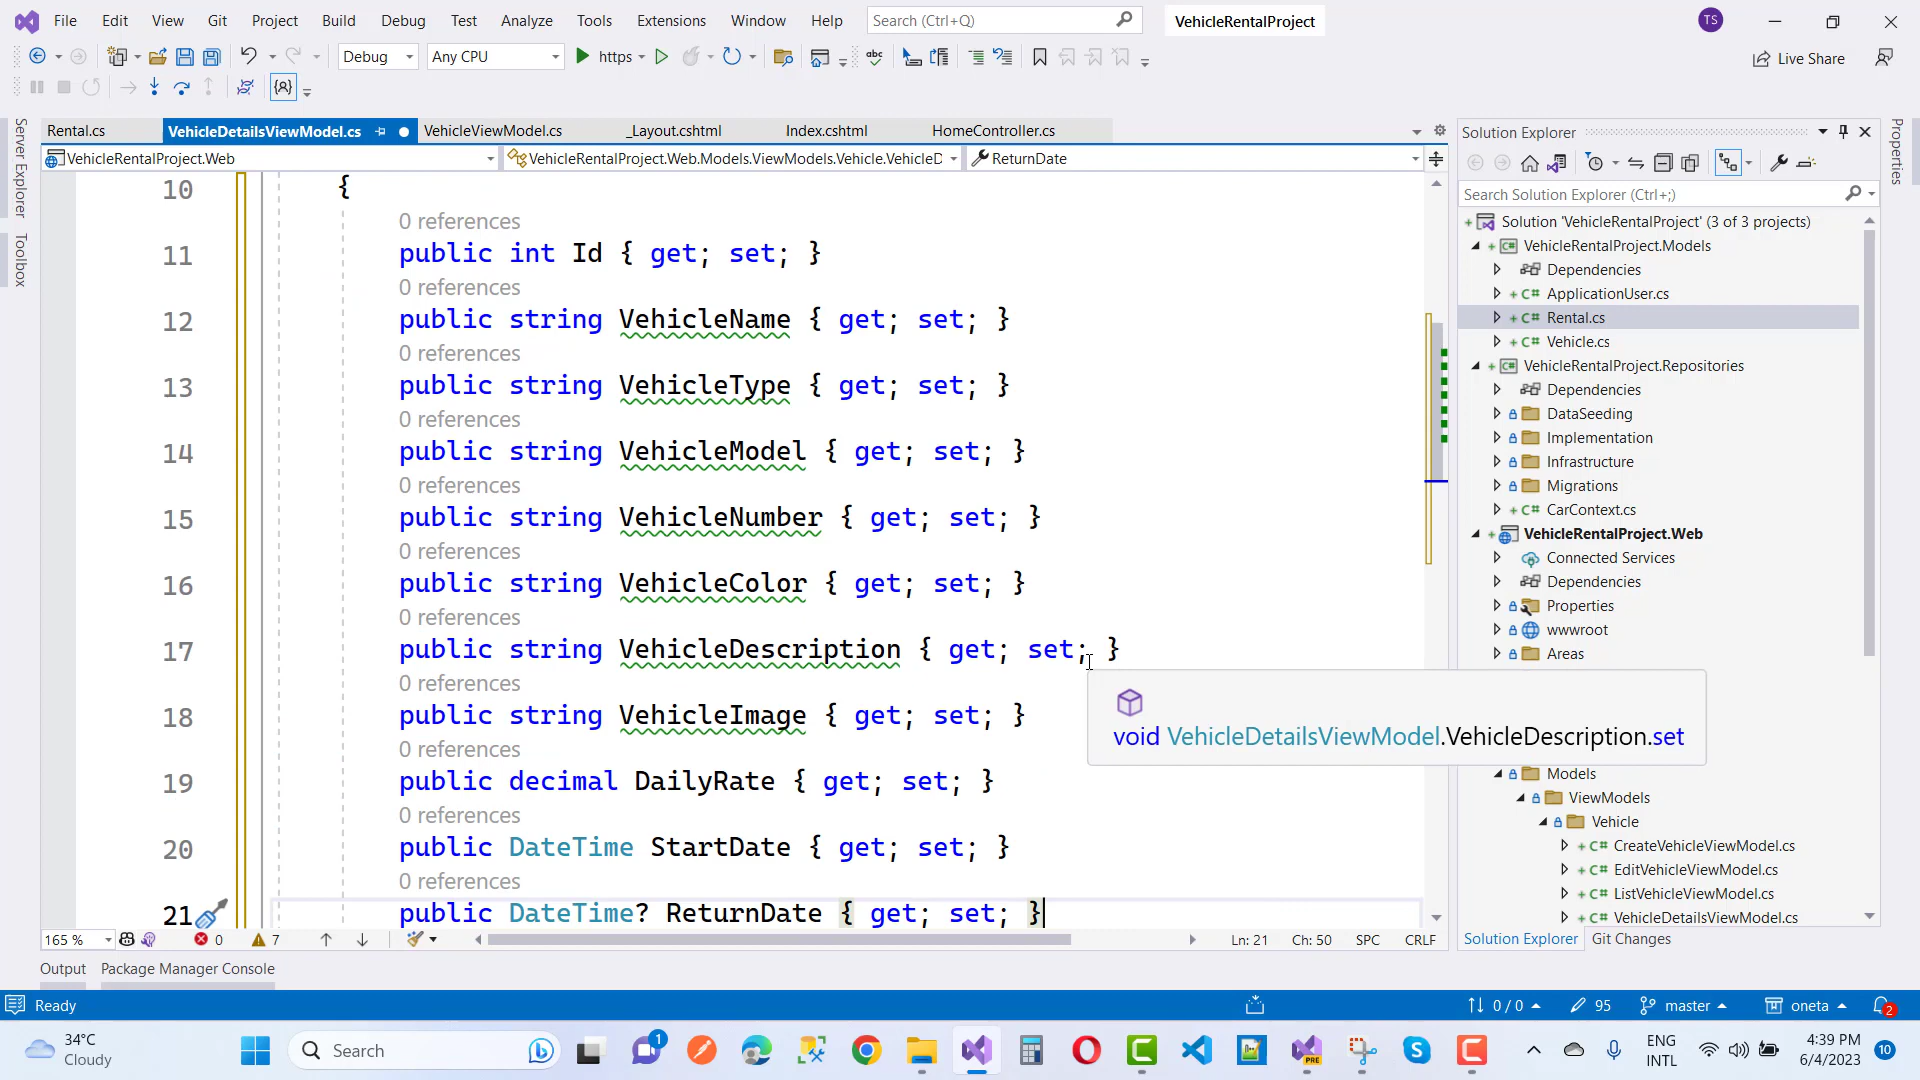 File Edit View Git Project Build Debug Test Analyze Tools Extensions Window Help Search (Ctrl+Q) VehicleRentalProject TS
Debug Any CPU https abc Live Share
Rental.cs VehicleDetailsViewModel.cs VehicleViewModel.cs _Layout.cshtml Index.cshtml HomeController.cs
VehicleRentalProject.Web VehicleRentalProject.Web.Models.ViewModels.Vehicle.VehicleD ReturnDate
Server Explorer
Toolbox
10 {
0 references
11 public int Id { get; set; }
0 references
12 public string VehicleName { get; set; }
0 references
13 public string VehicleType { get; set; }
0 references
14 public string VehicleModel { get; set; }
0 references
15 public string VehicleNumber { get; set; }
0 references
16 public string VehicleColor { get; set; }
0 references
17 public string VehicleDescription { get; set; }
0 references
18 public string VehicleImage { get; set; }
0 references
19 public decimal DailyRate { get; set; }
0 references
20 public DateTime StartDate { get; set; }
0 references
21 public DateTime? ReturnDate { get; set; }
void VehicleDetailsViewModel.VehicleDescription.set
165 % 0 7 Ln: 21 Ch: 50 SPC CRLF
Solution Explorer
Search Solution Explorer (Ctrl+;)
Solution 'VehicleRentalProject' (3 of 3 projects)
VehicleRentalProject.Models
Dependencies
C# ApplicationUser.cs
C# Rental.cs
C# Vehicle.cs
VehicleRentalProject.Repositories
Dependencies
DataSeeding
Implementation
Infrastructure
Migrations
C# CarContext.cs
VehicleRentalProject.Web
Connected Services
Dependencies
Properties
wwwroot
Areas
Models
ViewModels
Vehicle
C# CreateVehicleViewModel.cs
C# EditVehicleViewModel.cs
C# ListVehicleViewModel.cs
C# VehicleDetailsViewModel.cs
Solution Explorer Git Changes
Properties
Output Package Manager Console
Ready 0 / 0 95 master oneta 2
34°C
Cloudy
Search 1 PRE ENG
INTL
4:39 PM
6/4/2023 10